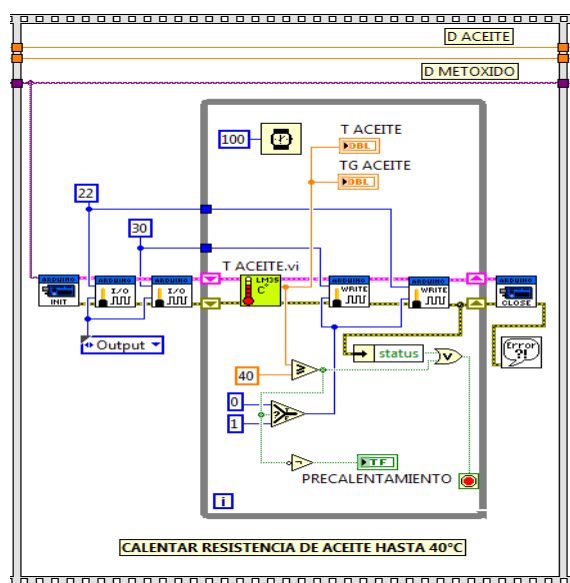 D ACEITE
D METOXIDO
100
T ACEITE
DBL
TG ACEITE
DBL
22
30
T ACEITE.vi
ARDUINO
INIT
ARDUINO
I/O
ARDUINO
I/O
LM35
C°
ARDUINO
WRITE
ARDUINO
WRITE
ARDUINO
CLOSE
Output
status
V
Error
?!
40
≥
0
1
?
T
F
¬
TF
PRECALENTAMIENTO
i
CALENTAR RESISTENCIA DE ACEITE HASTA 40°C